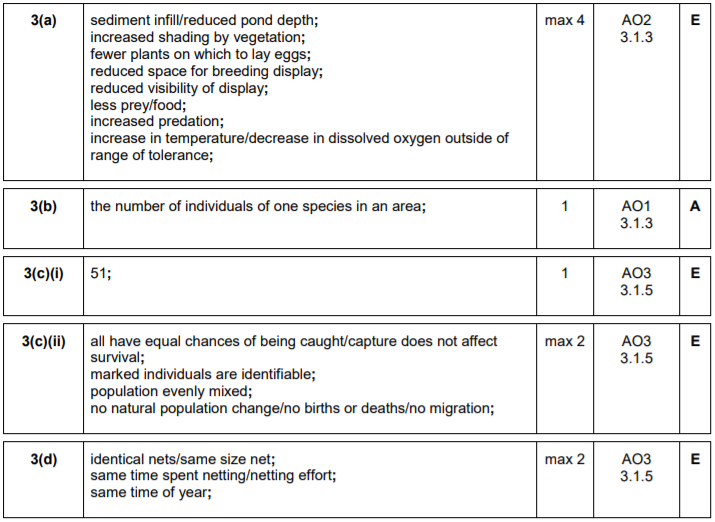 3(a) sediment infill/reduced pond depth; max 4 AO2 E
increased shading by vegetation; 3.1.3
fewer plants on which to lay eggs;
reduced space for breeding display;
reduced visibility of display;
less prey/food;
increased predation;
increase in temperature/decrease in dissolved oxygen outside of
range of tolerance;
3(b) the number of individuals of one species in an area; 1 AO1 A
3.1.3
3(c)(i) 51; 1 AO3 E
3.1.5
3(c)(ii) all have equal chances of being caught/capture does not affect max 2 AO3 E
survival; 3.1.5
marked individuals are identifiable;
population evenly mixed;
no natural population change/no births or deaths/no migration;
3(d) identical nets/same size net; max 2 AO3 E
same time spent netting/netting effort; 3.1.5
same time of year;